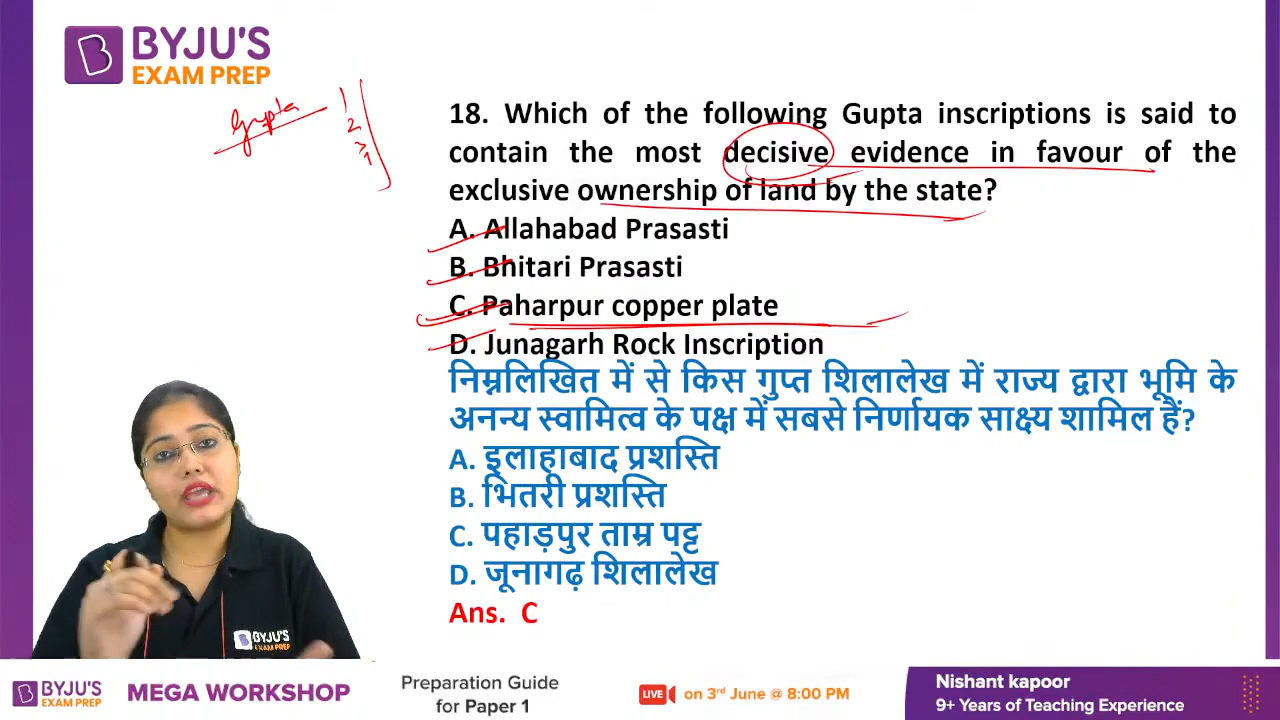 BYJU'S
EXAM PREP
Gupta
1
2
18. Which of the following Gupta inscriptions is said to
contain the most decisive evidence in favour of the
exclusive ownership of land by the state?
A. Allahabad Prasasti
B. Bhitari Prasasti
C. Paharpur copper plate
D. Junagarh Rock Inscription
निम्नलिखित में से किस गुप्त शिलालेख में राज्य द्वारा भूमि के
अनन्य स्वामित्व के पक्ष में सबसे निर्णायक साक्ष्य शामिल हैं?
A. इलाहाबाद प्रशस्ति
B. भितरी प्रशस्ति
C. पहाड़पुर ताम्र पट्ट
D. जूनागढ़ शिलालेख
Ans. C
BYJU'S
EXAM PREP
BYJU'S
EXAM PREP
MEGA WORKSHOP
Preparation Guide
for Paper 1
LIVE on 3rd June @ 8:00 PM
Nishant kapoor
9+ Years of Teaching Experience